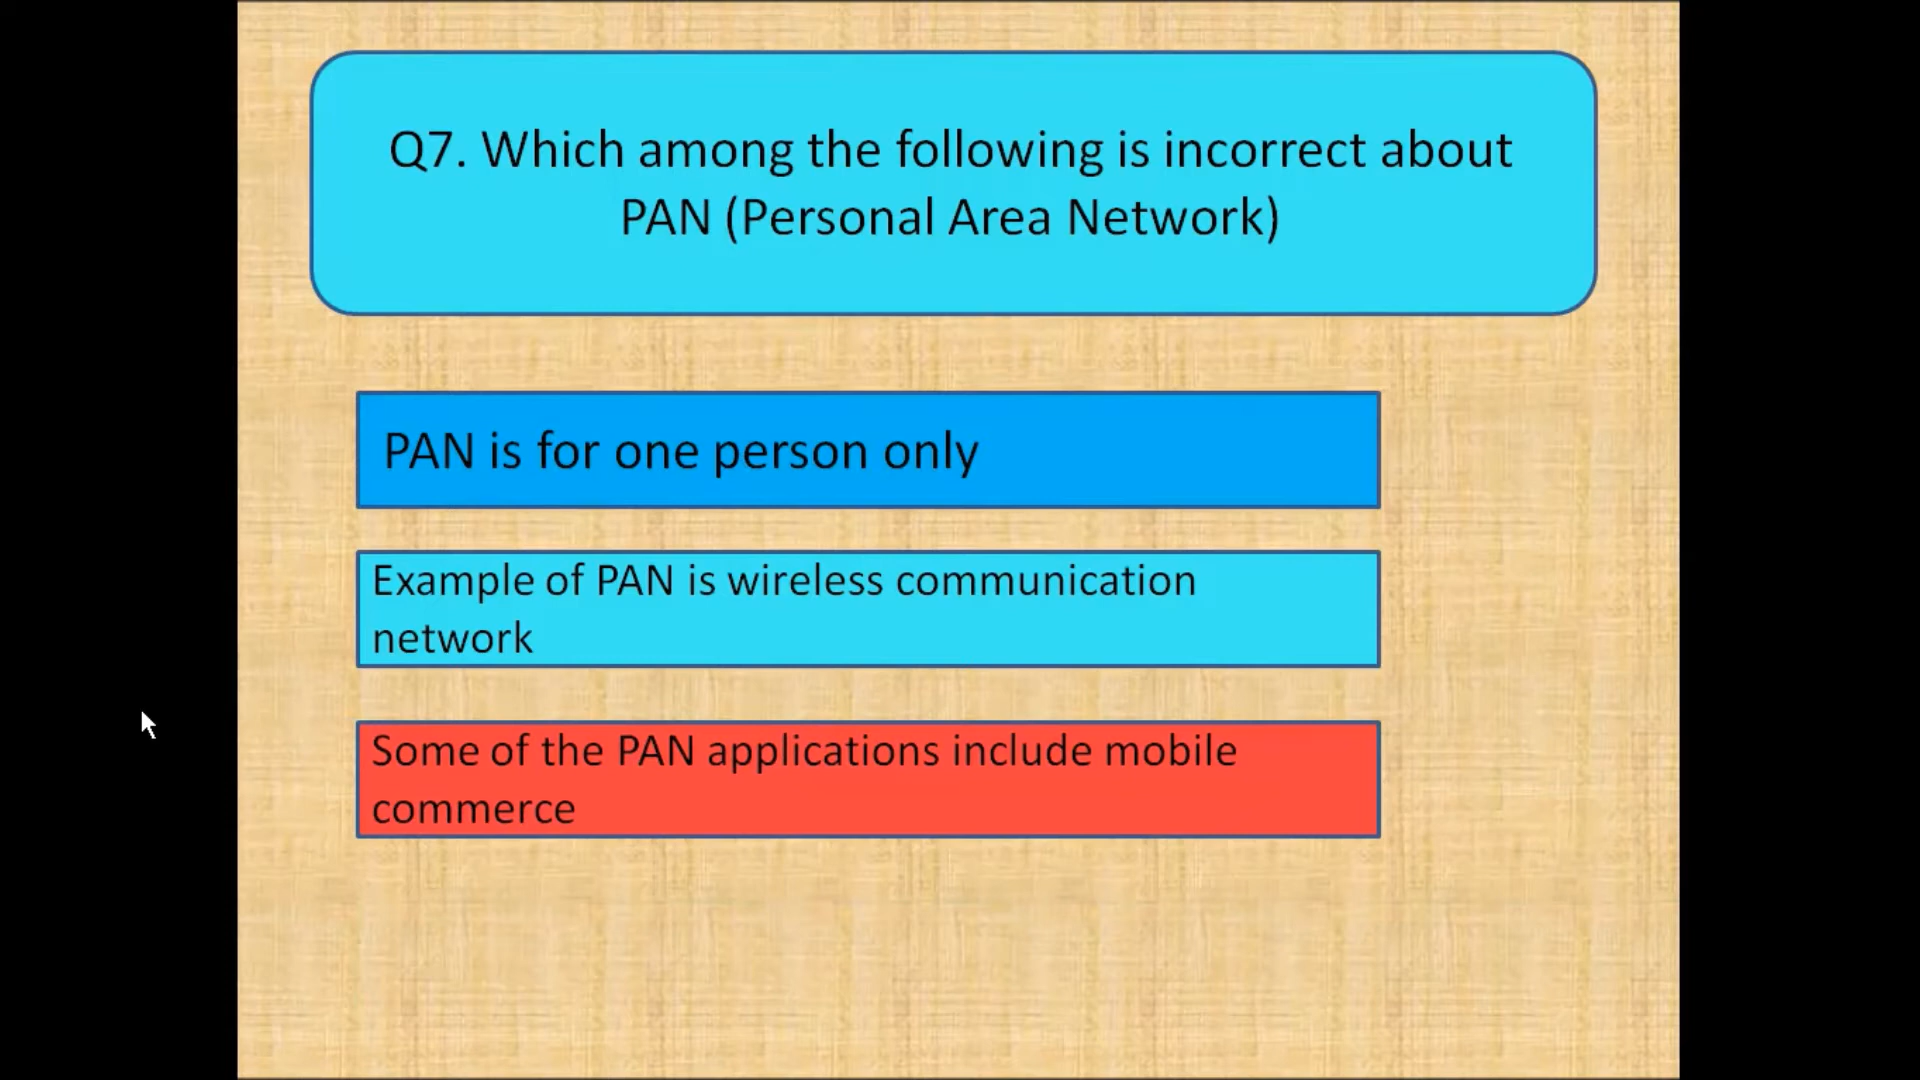 Q7. Which among the following is incorrect about
PAN (Personal Area Network)
PAN is for one person only
Example of PAN is wireless communication
network
Some of the PAN applications include mobile
commerce